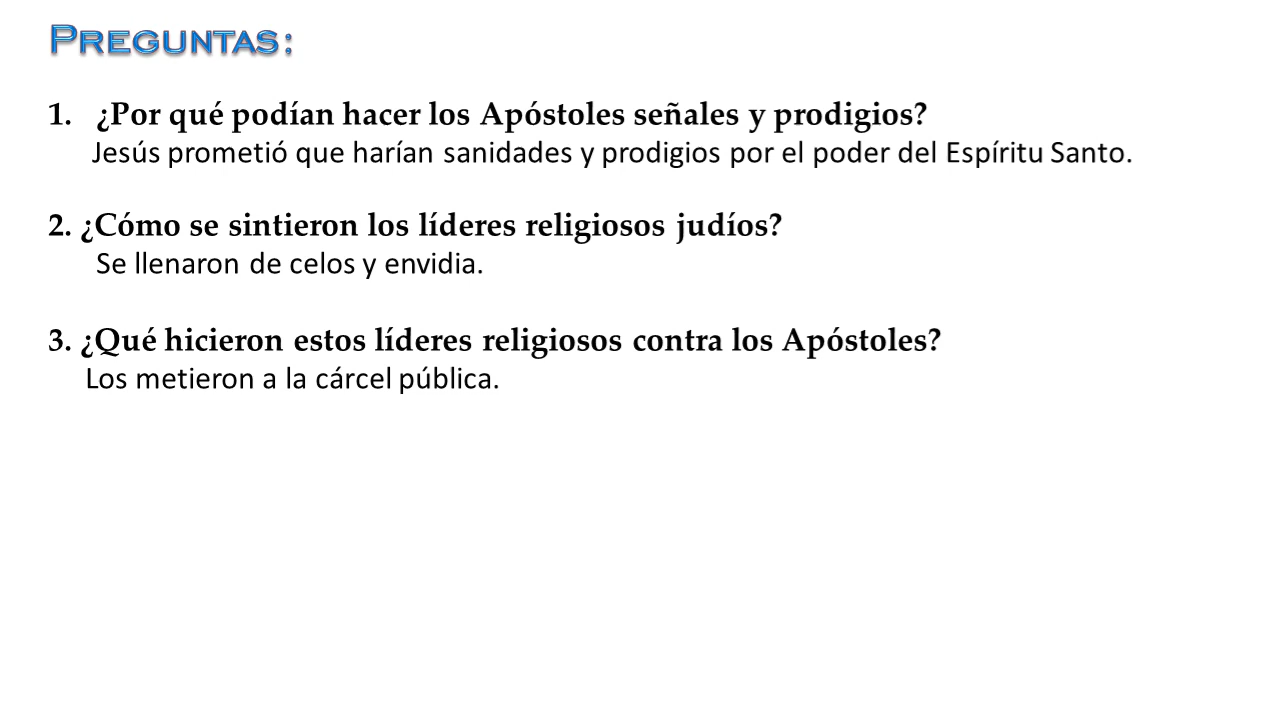 PREGUNTAS:
1. ¿Por qué podían hacer los Apóstoles señales y prodigios?
Jesús prometió que harían sanidades y prodigios por el poder del Espíritu Santo.
2. ¿Cómo se sintieron los líderes religiosos judíos?
Se llenaron de celos y envidia.
3. ¿Qué hicieron estos líderes religiosos contra los Apóstoles?
Los metieron a la cárcel pública.